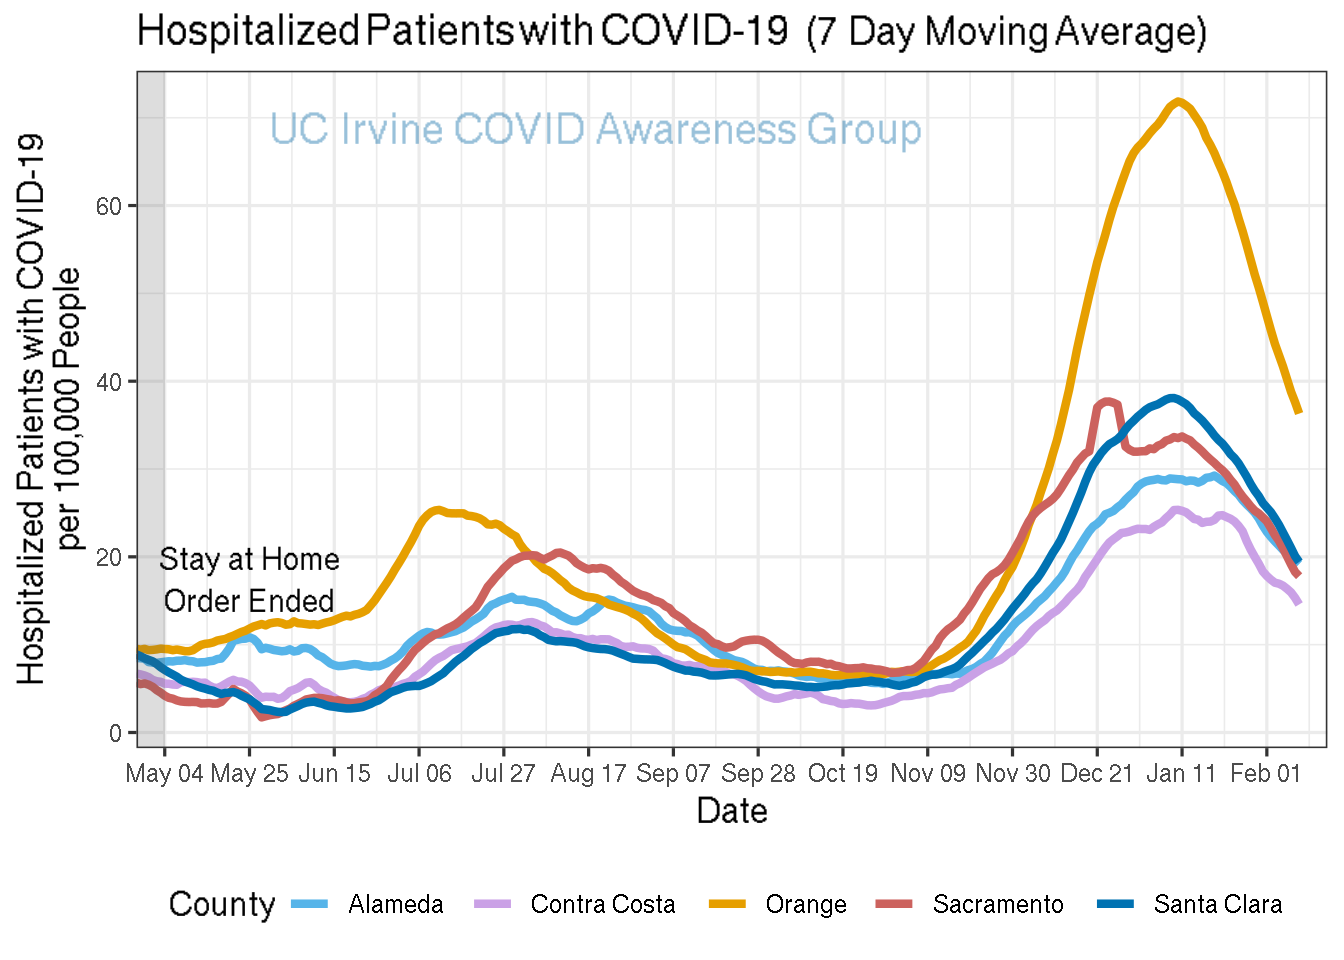 Hospitalized Patients with COVID-19 (7 Day Moving Average)
UC Irvine COVID Awareness Group
Hospitalized Patients with COVID-19
per 100,000 People
60
40
20
0
Stay at Home
Order Ended
May 04 May 25 Jun 15 Jul 06 Jul 27 Aug 17 Sep 07 Sep 28 Oct 19 Nov 09 Nov 30 Dec 21 Jan 11 Feb 01
Date
County Alameda Contra Costa Orange Sacramento Santa Clara